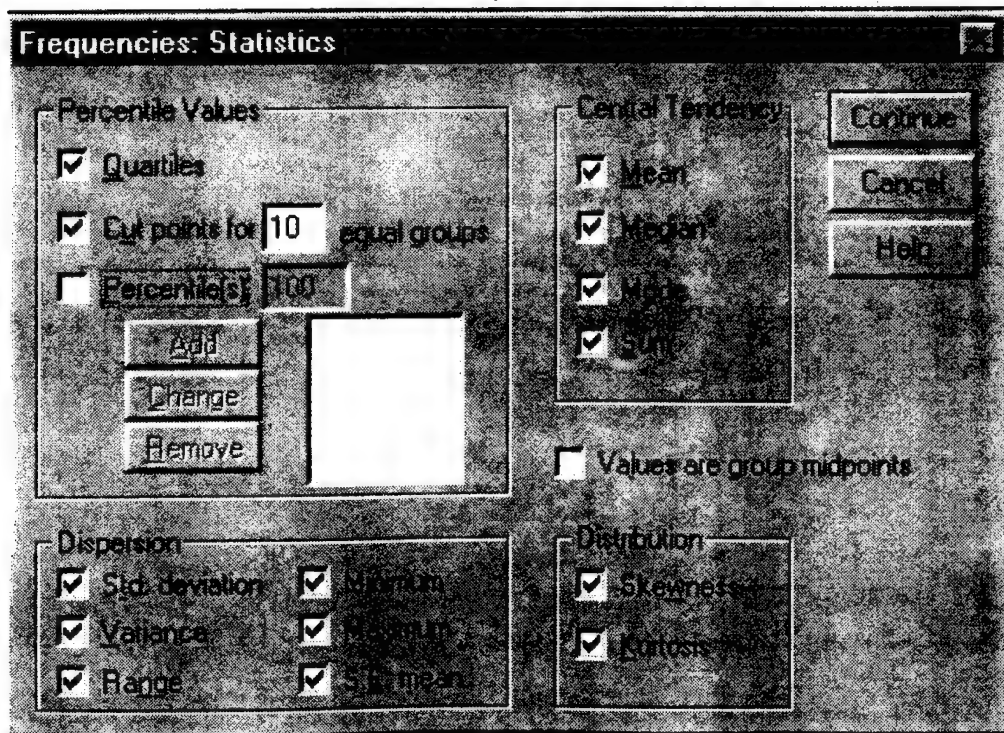 Frequencies: Statistics
Percentile Values
Quartiles
Cut points for 10 equal groups
Percentile(s): 100
Add
Change
Remove
Central Tendency
Mean
Median
Mode
Sum
Continue
Cancel
Help
Values are group midpoints
Dispersion
Std. deviation
Variance
Range
Minimum
Maximum
S.E. mean
Distribution
Skewness
Kurtosis